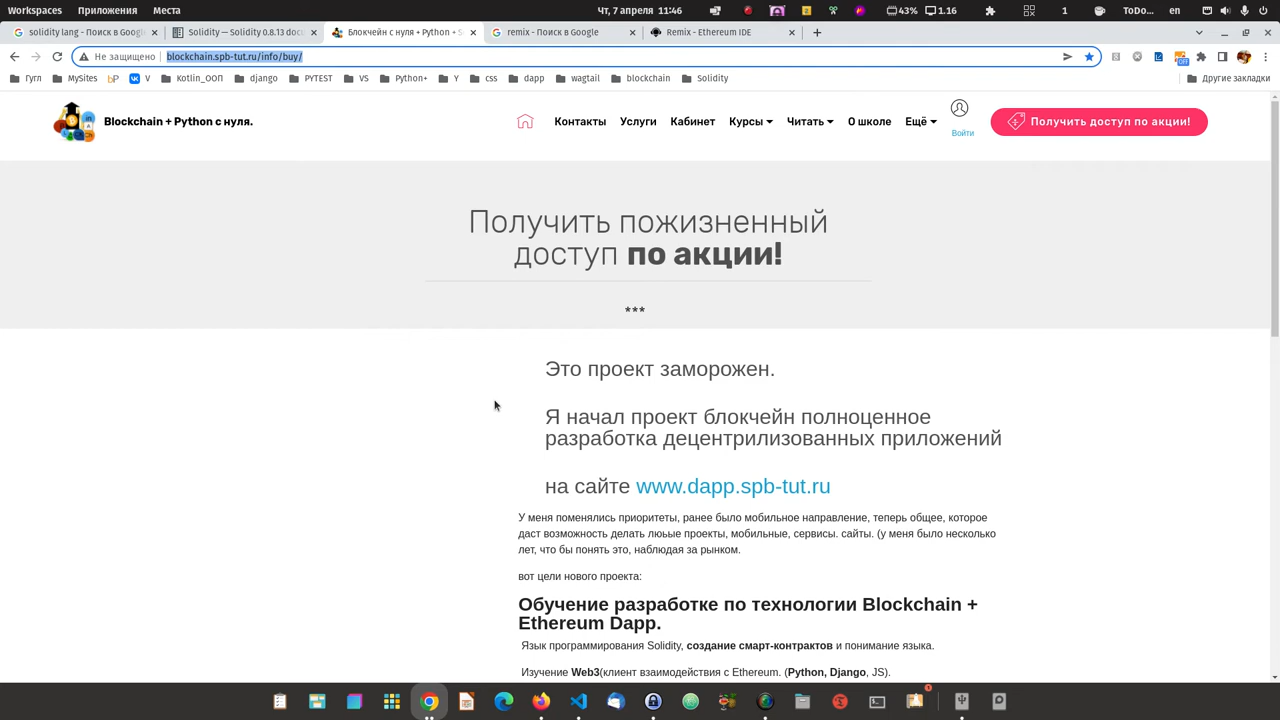 Workspaces Приложения Места Чт, 7 апреля 11:46 43% 1.16 1 ToDo... en
solidity lang - Поиск в Google Solidity — Solidity 0.8.13 docu Блокчейн с нуля + Python + S remix - Поиск в Google Remix - Ethereum IDE
Не защищено blockchain.spb-tut.ru/info/buy/
Гугл MySites V Kotlin_ООП django PYTEST VS Python+ Y css dapp wagtail blockchain Solidity Другие закладки
Blockchain + Python с нуля. Контакты Услуги Кабинет Курсы Читать О школе Ещё Войти Получить доступ по акции!
Получить пожизненный
доступ по акции!
***
Это проект заморожен.
Я начал проект блокчейн полноценное
разработка децентрилизованных приложений
на сайте www.dapp.spb-tut.ru
У меня поменялись приоритеты, ранее было мобильное направление, теперь общее, которое
даст возможность делать люьые проекты, мобильные, сервисы. сайты. (у меня было несколько
лет, что бы понять это, наблюдая за рынком.
вот цели нового проекта:
Обучение разработке по технологии Blockchain +
Ethereum Dapp.
Язык программирования Solidity, создание смарт-контрактов и понимание языка.
Изучение Web3(клиент взаимодействия с Ethereum. (Python, Django, JS).